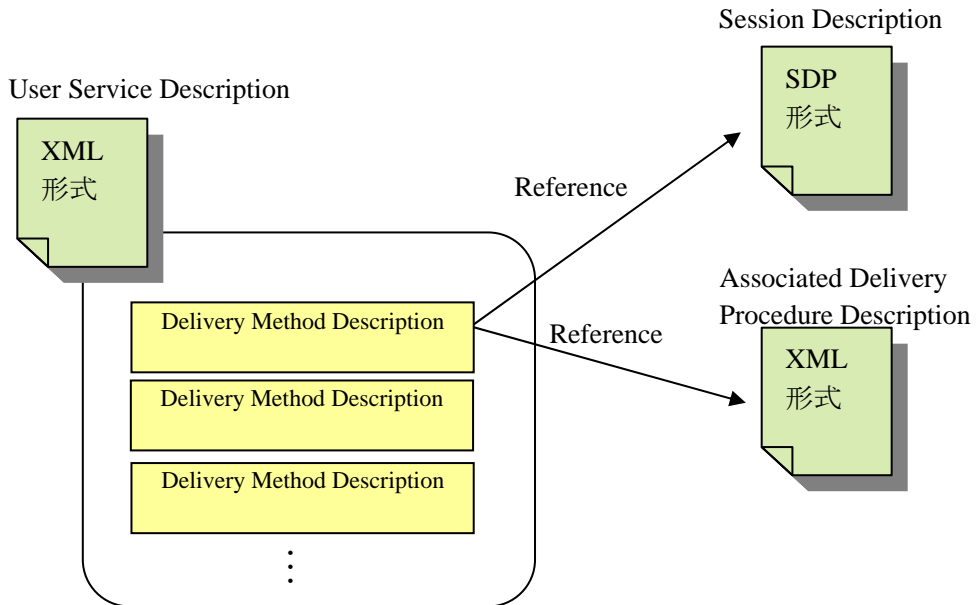 User Service Description
XML
形式
Delivery Method Description
Delivery Method Description
Delivery Method Description
⋮
Reference
Reference
Session Description
SDP
形式
Associated Delivery
Procedure Description
XML
形式